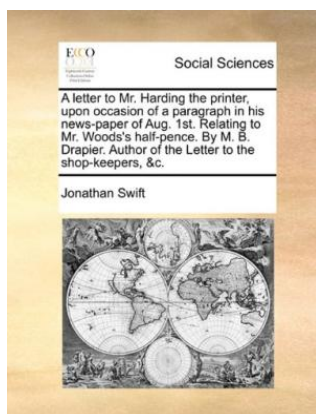 ECCO
Social Sciences
A letter to Mr. Harding the printer,
upon occasion of a paragraph in his
news-paper of Aug. 1st. Relating to
Mr. Woods's half-pence. By M. B.
Drapier. Author of the Letter to the
shop-keepers, &c.
Jonathan Swift